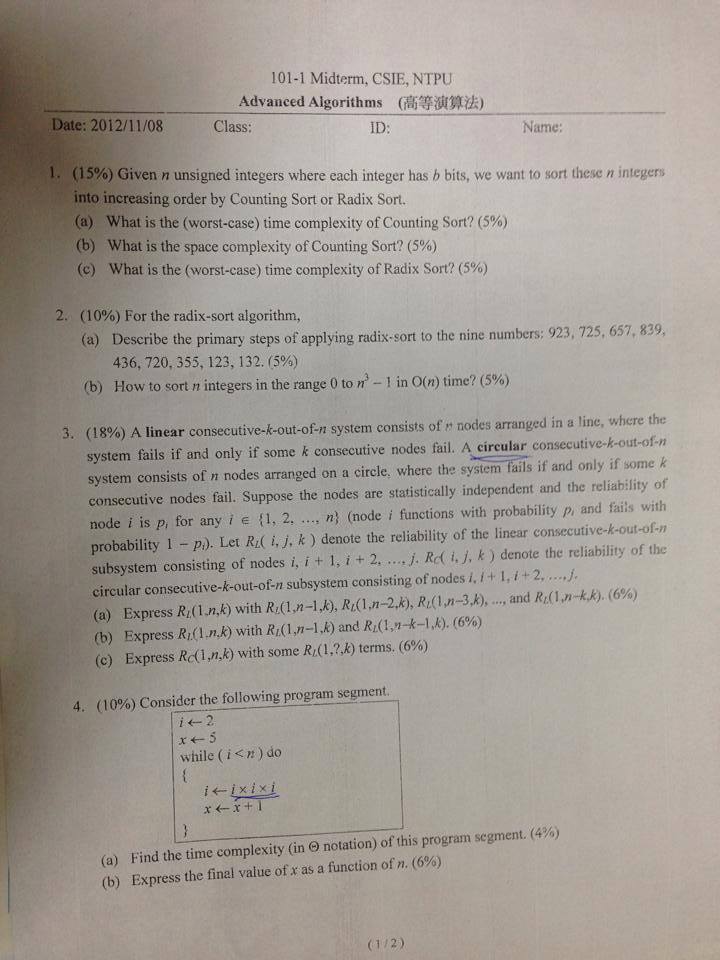 101-1 Midterm, CSIE, NTPU
Advanced Algorithms (高等演算法)
Date: 2012/11/08 Class: ID: Name:
1. (15%) Given n unsigned integers where each integer has b bits, we want to sort these n integers
into increasing order by Counting Sort or Radix Sort.
(a) What is the (worst-case) time complexity of Counting Sort? (5%)
(b) What is the space complexity of Counting Sort? (5%)
(c) What is the (worst-case) time complexity of Radix Sort? (5%)
2. (10%) For the radix-sort algorithm,
(a) Describe the primary steps of applying radix-sort to the nine numbers: 923, 725, 657, 839,
436, 720, 355, 123, 132. (5%)
(b) How to sort n integers in the range 0 to n³ – 1 in O(n) time? (5%)
3. (18%) A linear consecutive-k-out-of-n system consists of n nodes arranged in a line, where the
system fails if and only if some k consecutive nodes fail. A circular consecutive-k-out-of-n
system consists of n nodes arranged on a circle, where the system fails if and only if some k
consecutive nodes fail. Suppose the nodes are statistically independent and the reliability of
node i is pᵢ for any i ∈ {1, 2, …, n} (node i functions with probability pᵢ and fails with
probability 1 – pᵢ). Let R_L( i, j, k ) denote the reliability of the linear consecutive-k-out-of-n
subsystem consisting of nodes i, i + 1, i + 2, …, j. R_C( i, j, k ) denote the reliability of the
circular consecutive-k-out-of-n subsystem consisting of nodes i, i + 1, i + 2, …, j.
(a) Express R_L(1,n,k) with R_L(1,n–1,k), R_L(1,n–2,k), R_L(1,n–3,k), ..., and R_L(1,n–k,k). (6%)
(b) Express R_L(1,n,k) with R_L(1,n–1,k) and R_L(1,n–k–1,k). (6%)
(c) Express R_C(1,n,k) with some R_L(1,?,k) terms. (6%)
4. (10%) Consider the following program segment.
i ← 2
x ← 5
while ( i < n ) do
{
i ← i × i × i
x ← x + 1
}
(a) Find the time complexity (in Θ notation) of this program segment. (4%)
(b) Express the final value of x as a function of n. (6%)
( 1 / 2 )